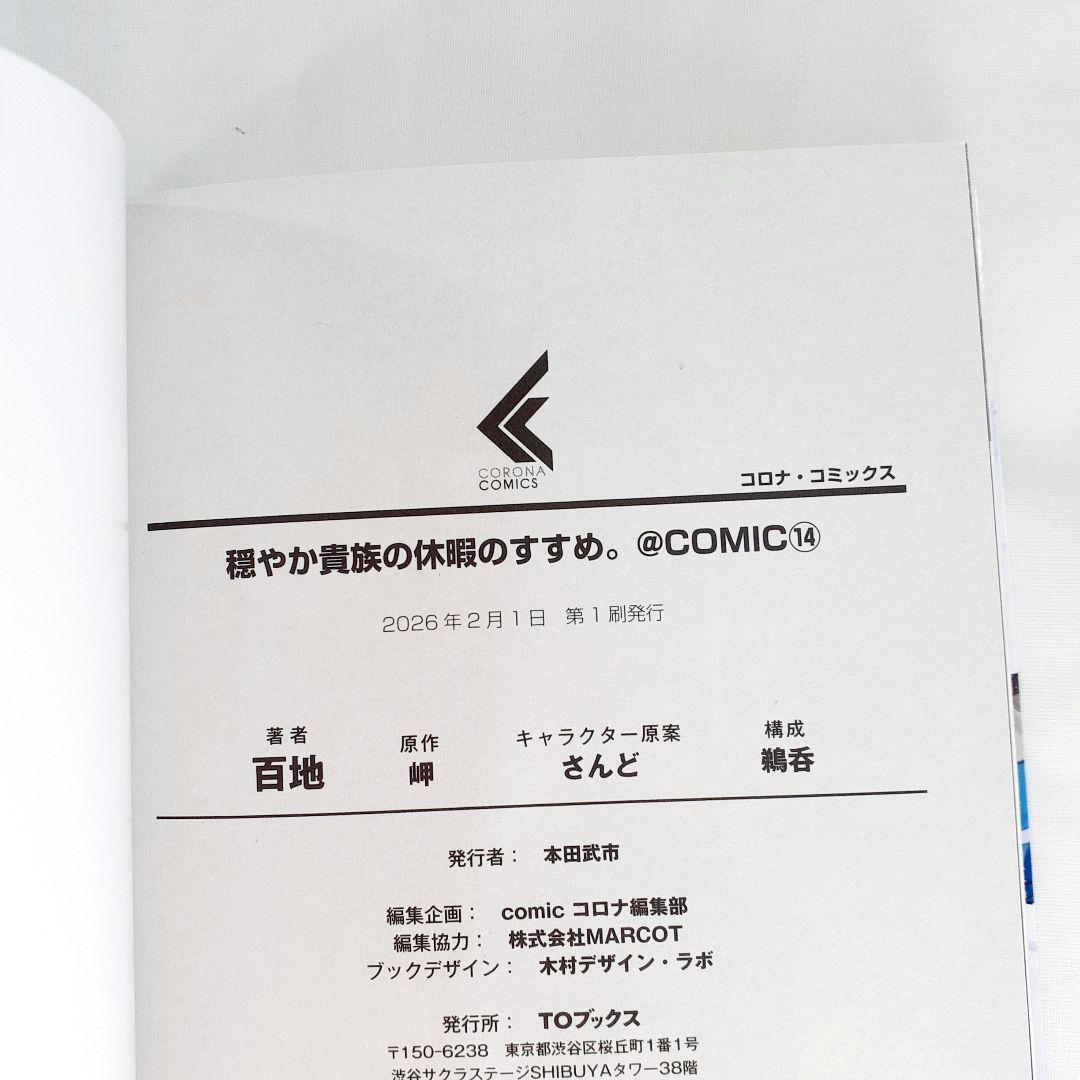 CORONA
COMICS
コロナ・コミックス
穏やか貴族の休暇のすすめ。@COMIC⑭
2026年2月1日 第1刷発行
著者 原作 キャラクター原案 構成
百地 岬 さんど 鵜呑
発行者： 本田武市
編集企画： comic コロナ編集部
編集協力： 株式会社MARCOT
ブックデザイン： 木村デザイン・ラボ
発行所： TOブックス
〒150-6238 東京都渋谷区桜丘町1番1号
渋谷サクラステージSHIBUYAタワー38階